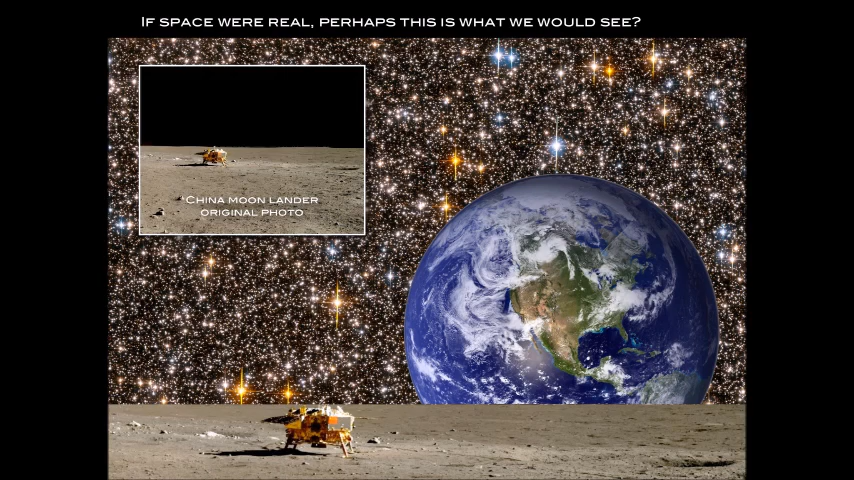 If space were real, perhaps this is what we would see?
*China moon lander
original photo